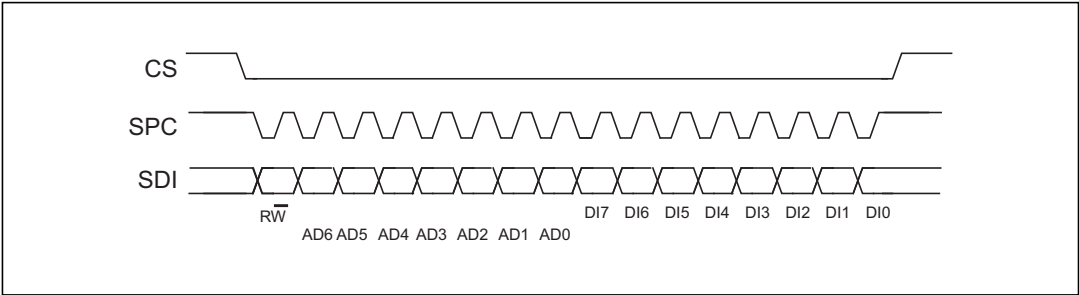 CS
SPC
SDI
RW̅
DI7 DI6 DI5 DI4 DI3 DI2 DI1 DI0
AD6 AD5 AD4 AD3 AD2 AD1 AD0